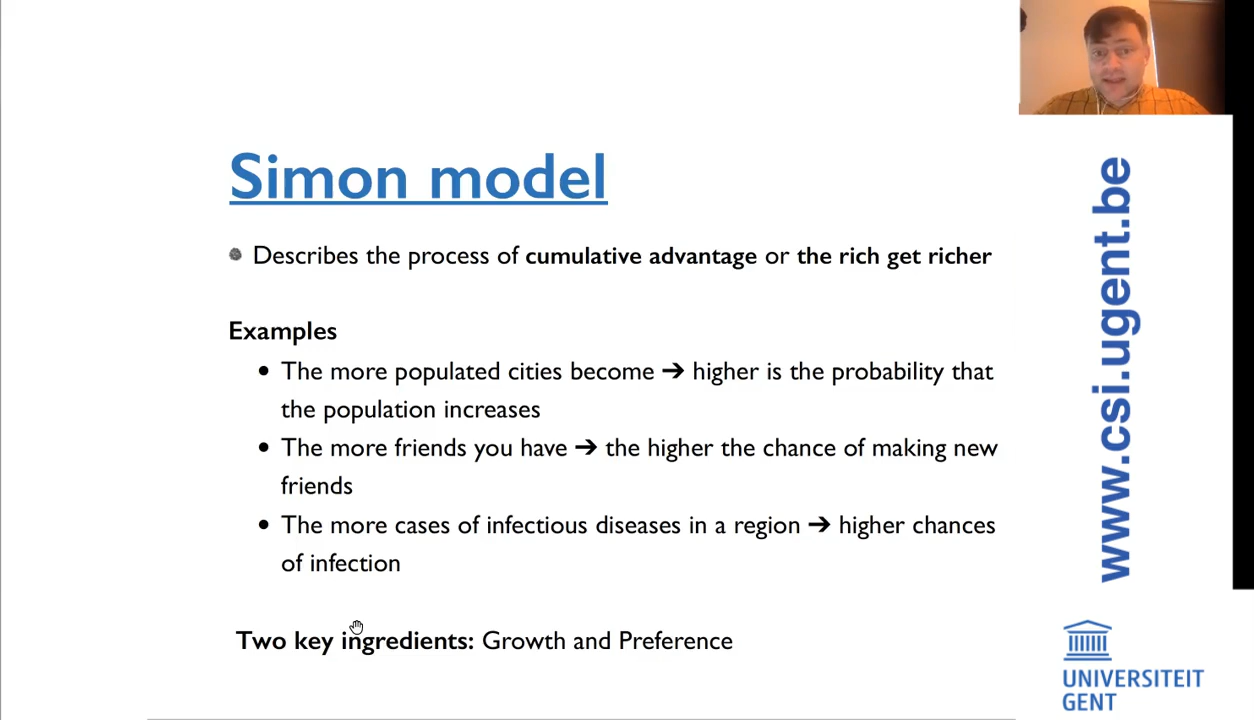 Simon model
Describes the process of cumulative advantage or the rich get richer
Examples
The more populated cities become ➔ higher is the probability that
the population increases
The more friends you have ➔ the higher the chance of making new
friends
The more cases of infectious diseases in a region ➔ higher chances
of infection
Two key ingredients: Growth and Preference
www.csi.ugent.be
UNIVERSITEIT
GENT